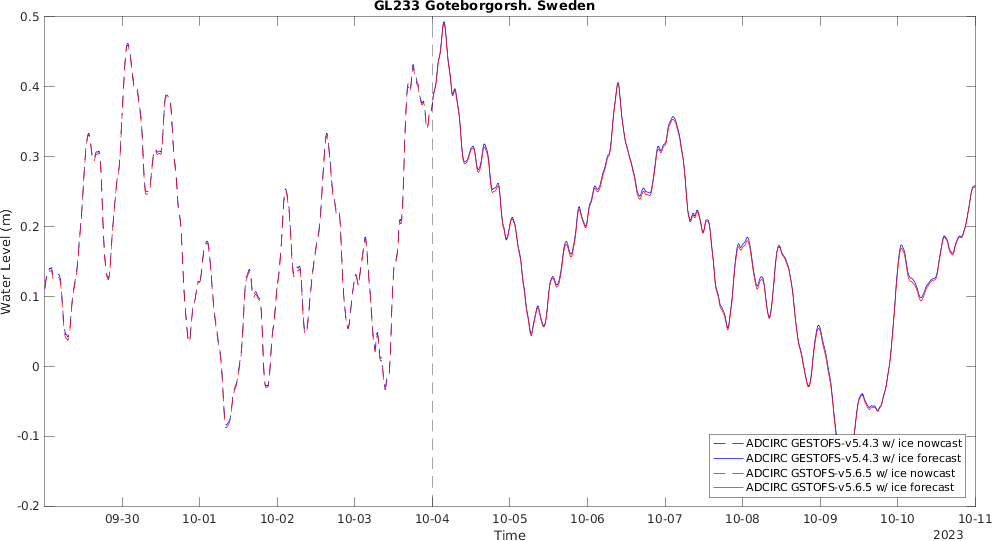 GL233 Goteborgorsh. Sweden
0.5
0.4
0.3
0.2
0.1
0
-0.1
-0.2
Water Level (m)
09-30 10-01 10-02 10-03 10-04 10-05 10-06 10-07 10-08 10-09 10-10 10-11
Time
2023
ADCIRC GESTOFS-v5.4.3 w/ ice nowcast
ADCIRC GESTOFS-v5.4.3 w/ ice forecast
ADCIRC GSTOFS-v5.6.5 w/ ice nowcast
ADCIRC GSTOFS-v5.6.5 w/ ice forecast